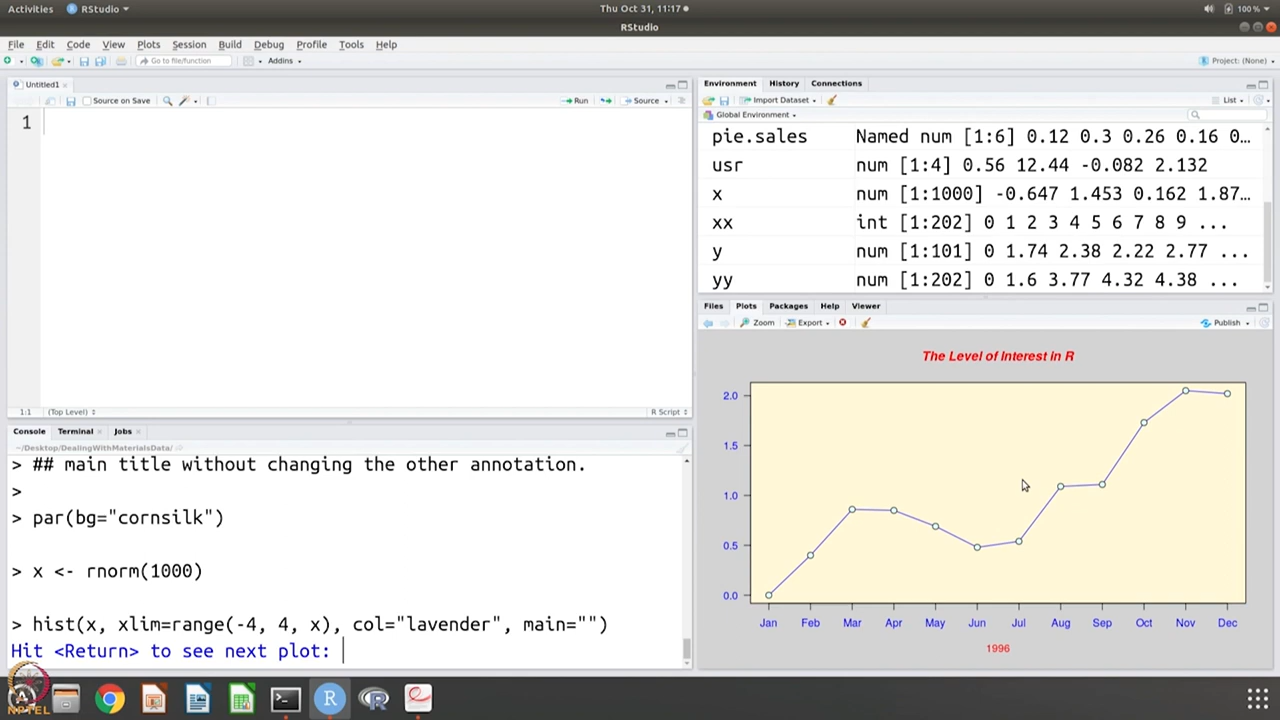 Activities RStudio Thu Oct 31, 11:17 100 %
RStudio
File Edit Code View Plots Session Build Debug Profile Tools Help
Go to file/function Addins Project: (None)
Untitled1
Source on Save Run Source
1
1:1 (Top Level) R Script
Console Terminal Jobs
~/Desktop/DealingWithMaterialsData/
> ## main title without changing the other annotation.
>
> par(bg="cornsilk")
> x <- rnorm(1000)
> hist(x, xlim=range(-4, 4, x), col="lavender", main="")
Hit <Return> to see next plot:
Environment History Connections
Import Dataset List
Global Environment
pie.sales Named num [1:6] 0.12 0.3 0.26 0.16 0…
usr num [1:4] 0.56 12.44 -0.082 2.132
x num [1:1000] -0.647 1.453 0.162 1.87…
xx int [1:202] 0 1 2 3 4 5 6 7 8 9 ...
y num [1:101] 0 1.74 2.38 2.22 2.77 ...
yy num [1:202] 0 1.6 3.77 4.32 4.38 ...
Files Plots Packages Help Viewer
Zoom Export Publish
The Level of Interest in R
2.0
1.5
1.0
0.5
0.0
Jan Feb Mar Apr May Jun Jul Aug Sep Oct Nov Dec
1996
NPTEL